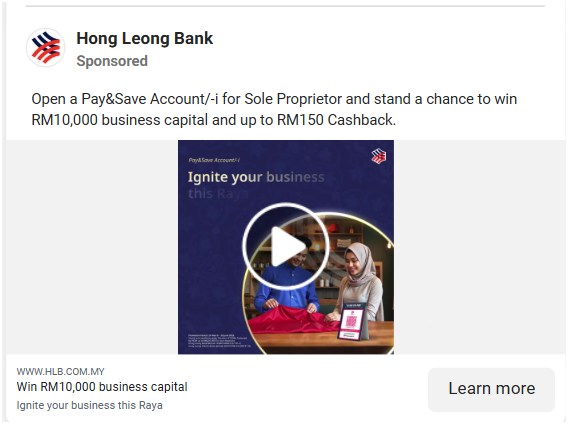 Hong Leong Bank
Sponsored
Open a Pay&Save Account/-i for Sole Proprietor and stand a chance to win
RM10,000 business capital and up to RM150 Cashback.
Pay&Save Account/-i
Ignite your business
this Raya
WWW.HLB.COM.MY
Win RM10,000 business capital
Ignite your business this Raya
Learn more